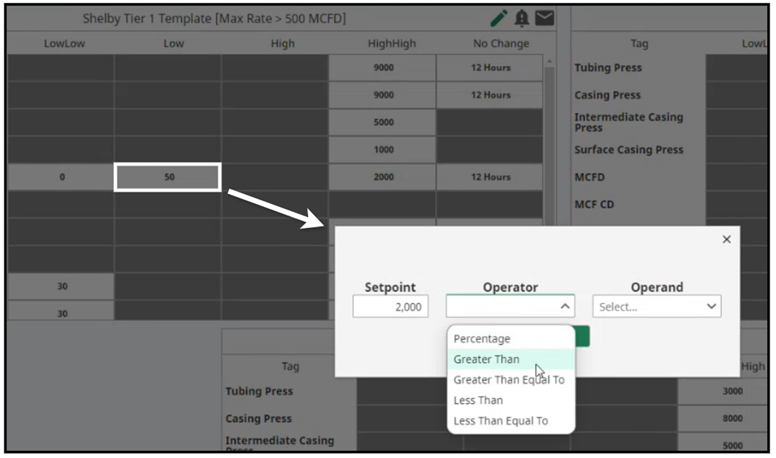 Shelby Tier 1 Template [Max Rate > 500 MCFD]
LowLow Low High HighHigh No Change
9000 12 Hours
9000 12 Hours
5000
1000
0 50 2000 12 Hours
30
30
Tag LowL
Tubing Press
Casing Press
Intermediate Casing
Press
Surface Casing Press
MCFD
MCF CD
Setpoint Operator Operand
2,000 Select...
Percentage
Greater Than
Greater Than Equal To
Less Than
Less Than Equal To
Tag High
Tubing Press 3000
Casing Press 8000
Intermediate Casing 5000